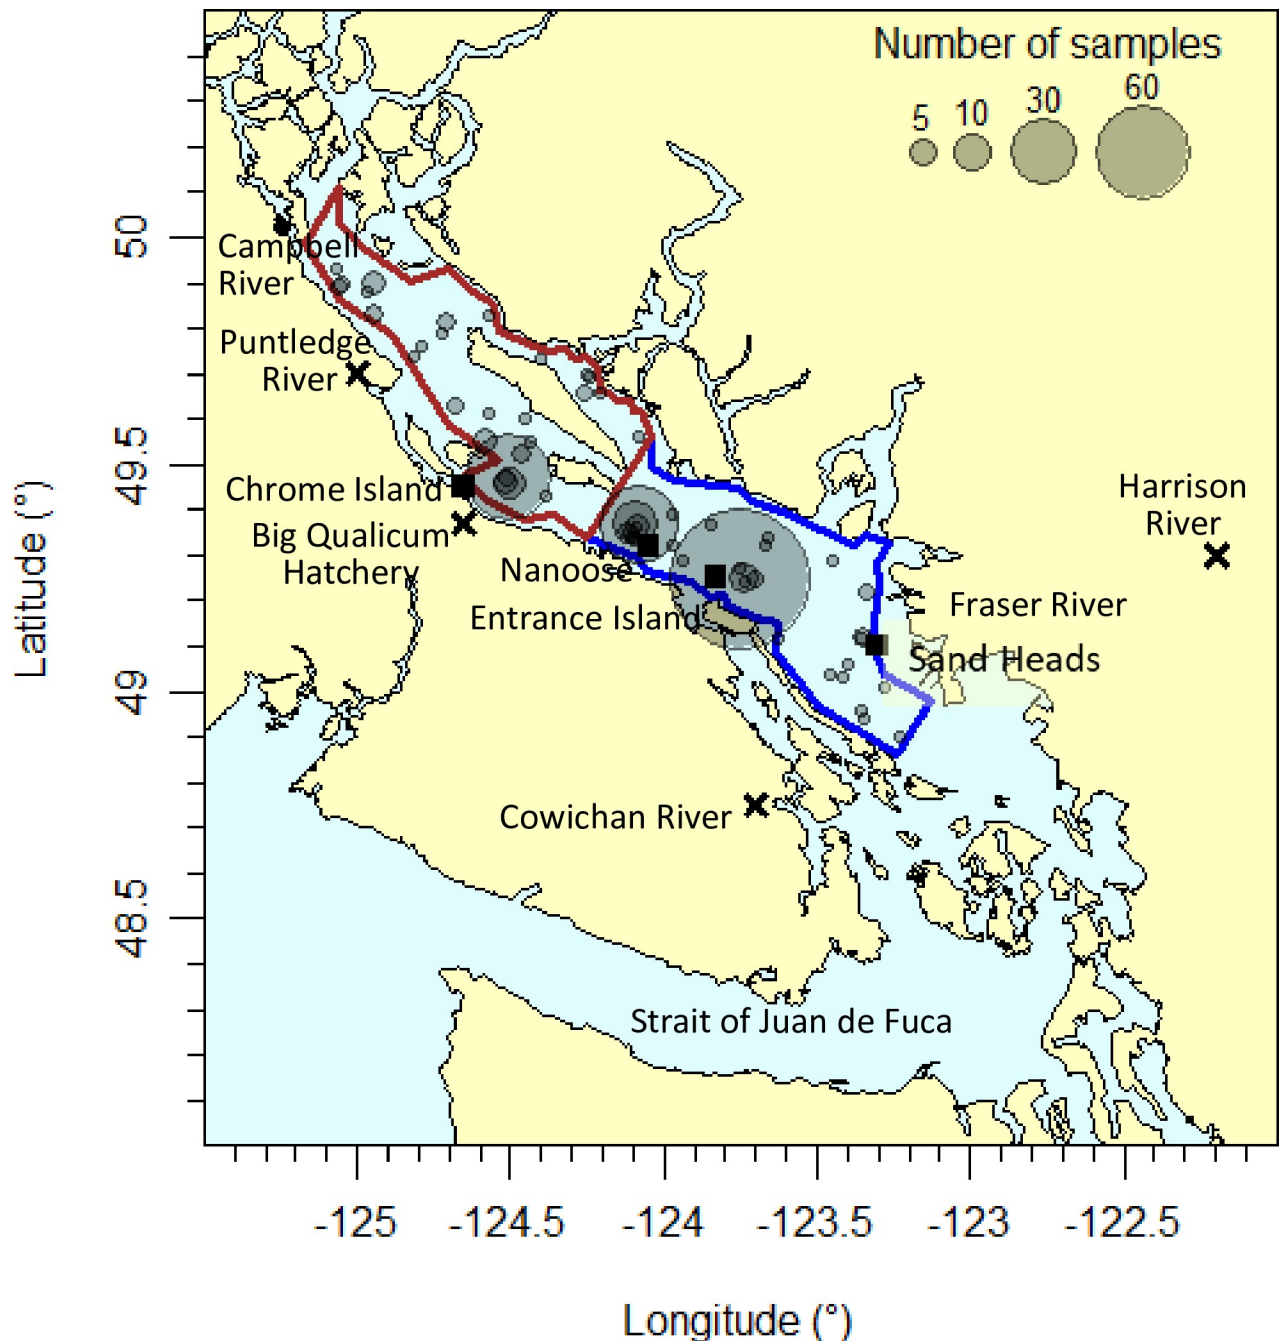 Number of samples
5 10 30 60
50
Campbell
River
Puntledge
River
49.5
Chrome Island
Harrison
River
Big Qualicum
Hatchery
Nanoose
Entrance Island
Fraser River
Sand Heads
Latitude (°)
49
Cowichan River
48.5
Strait of Juan de Fuca
-125 -124.5 -124 -123.5 -123 -122.5
Longitude (°)